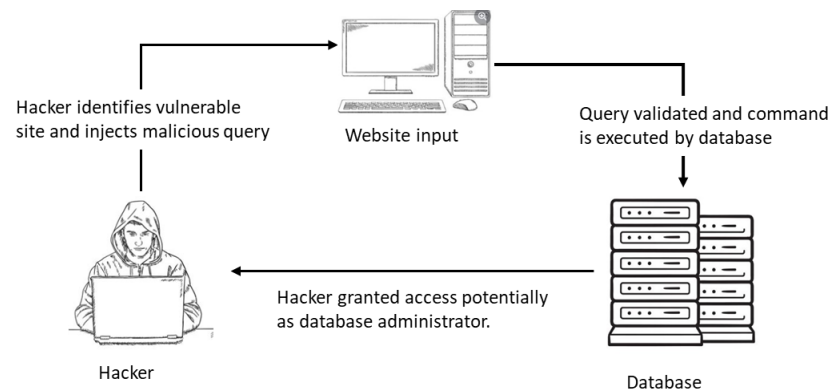 Hacker identifies vulnerable
site and injects malicious query
Website input
Query validated and command
is executed by database
Hacker granted access potentially
as database administrator.
Hacker
Database